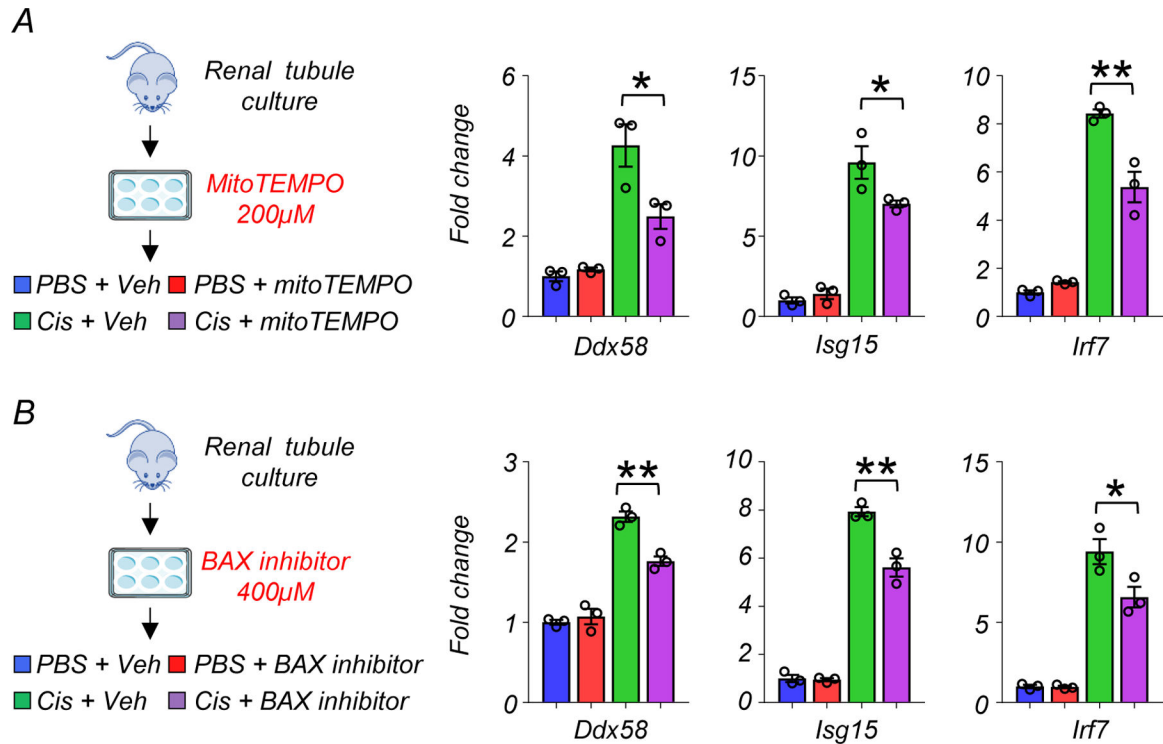 A
Renal tubule
culture
MitoTEMPO
200μM
PBS + Veh PBS + mitoTEMPO
Cis + Veh Cis + mitoTEMPO
Fold change
6
4
2
0
*
Ddx58
15
10
5
0
*
Isg15
10
8
6
4
2
0
**
Irf7
B
Renal tubule
culture
BAX inhibitor
400μM
PBS + Veh PBS + BAX inhibitor
Cis + Veh Cis + BAX inhibitor
Fold change
3
2
1
0
**
Ddx58
10
8
6
4
2
0
**
Isg15
15
10
5
0
*
Irf7